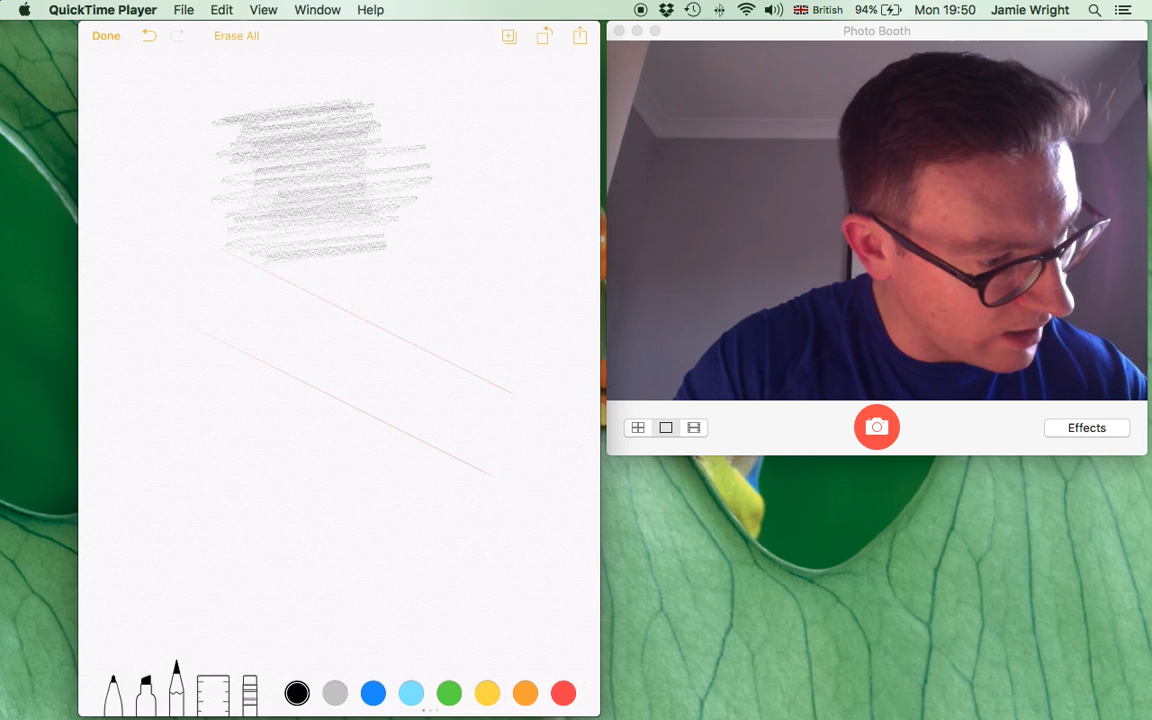 QuickTime Player File Edit View Window Help British 94% Mon 19:50 Jamie Wright
Done Erase All
Photo Booth
Effects